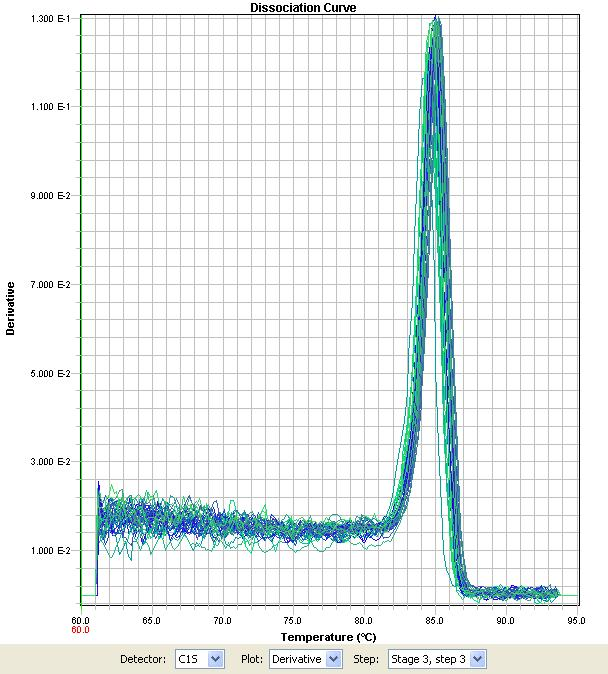 Dissociation Curve
1.300 E-1
1.100 E-1
9.000 E-2
7.000 E-2
5.000 E-2
3.000 E-2
1.000 E-2
Derivative
60.0 65.0 70.0 75.0 80.0 85.0 90.0 95.0
60.0
Temperature (°C)
Detector: C1S Plot: Derivative Step: Stage 3, step 3